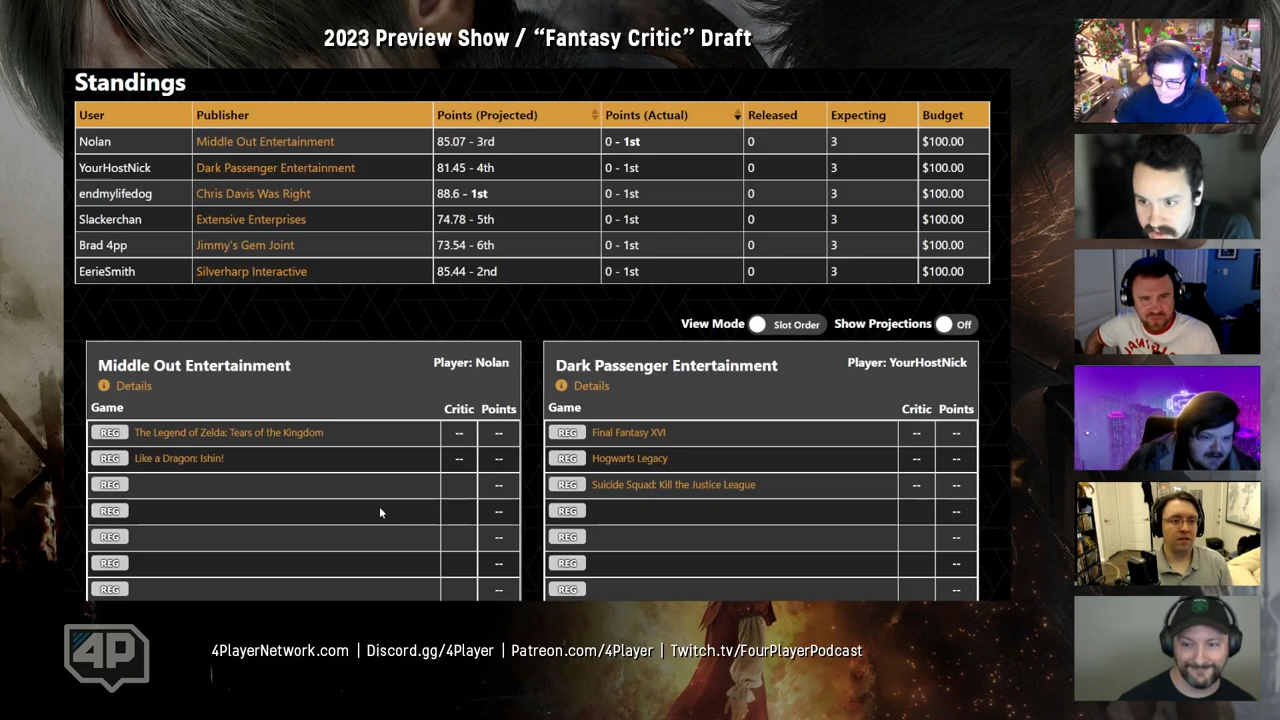 2023 Preview Show / “Fantasy Critic” Draft
Standings
User Publisher Points (Projected) Points (Actual) Released Expecting Budget
Nolan Middle Out Entertainment 85.07 - 3rd 0 - 1st 0 3 $100.00
YourHostNick Dark Passenger Entertainment 81.45 - 4th 0 - 1st 0 3 $100.00
endmylifedog Chris Davis Was Right 88.6 - 1st 0 - 1st 0 3 $100.00
Slackerchan Extensive Enterprises 74.78 - 5th 0 - 1st 0 3 $100.00
Brad 4pp Jimmy's Gem Joint 73.54 - 6th 0 - 1st 0 3 $100.00
EerieSmith Silverharp Interactive 85.44 - 2nd 0 - 1st 0 3 $100.00
View Mode Slot Order Show Projections Off
Middle Out Entertainment Player: Nolan
Details
Game Critic Points
REG The Legend of Zelda: Tears of the Kingdom -- --
REG Like a Dragon: Ishin! -- --
REG --
REG --
REG --
REG --
REG --
Dark Passenger Entertainment Player: YourHostNick
Details
Game Critic Points
REG Final Fantasy XVI -- --
REG Hogwarts Legacy -- --
REG Suicide Squad: Kill the Justice League -- --
REG --
REG --
REG --
REG --
4P
4PlayerNetwork.com | Discord.gg/4Player | Patreon.com/4Player | Twitch.tv/FourPlayerPodcast